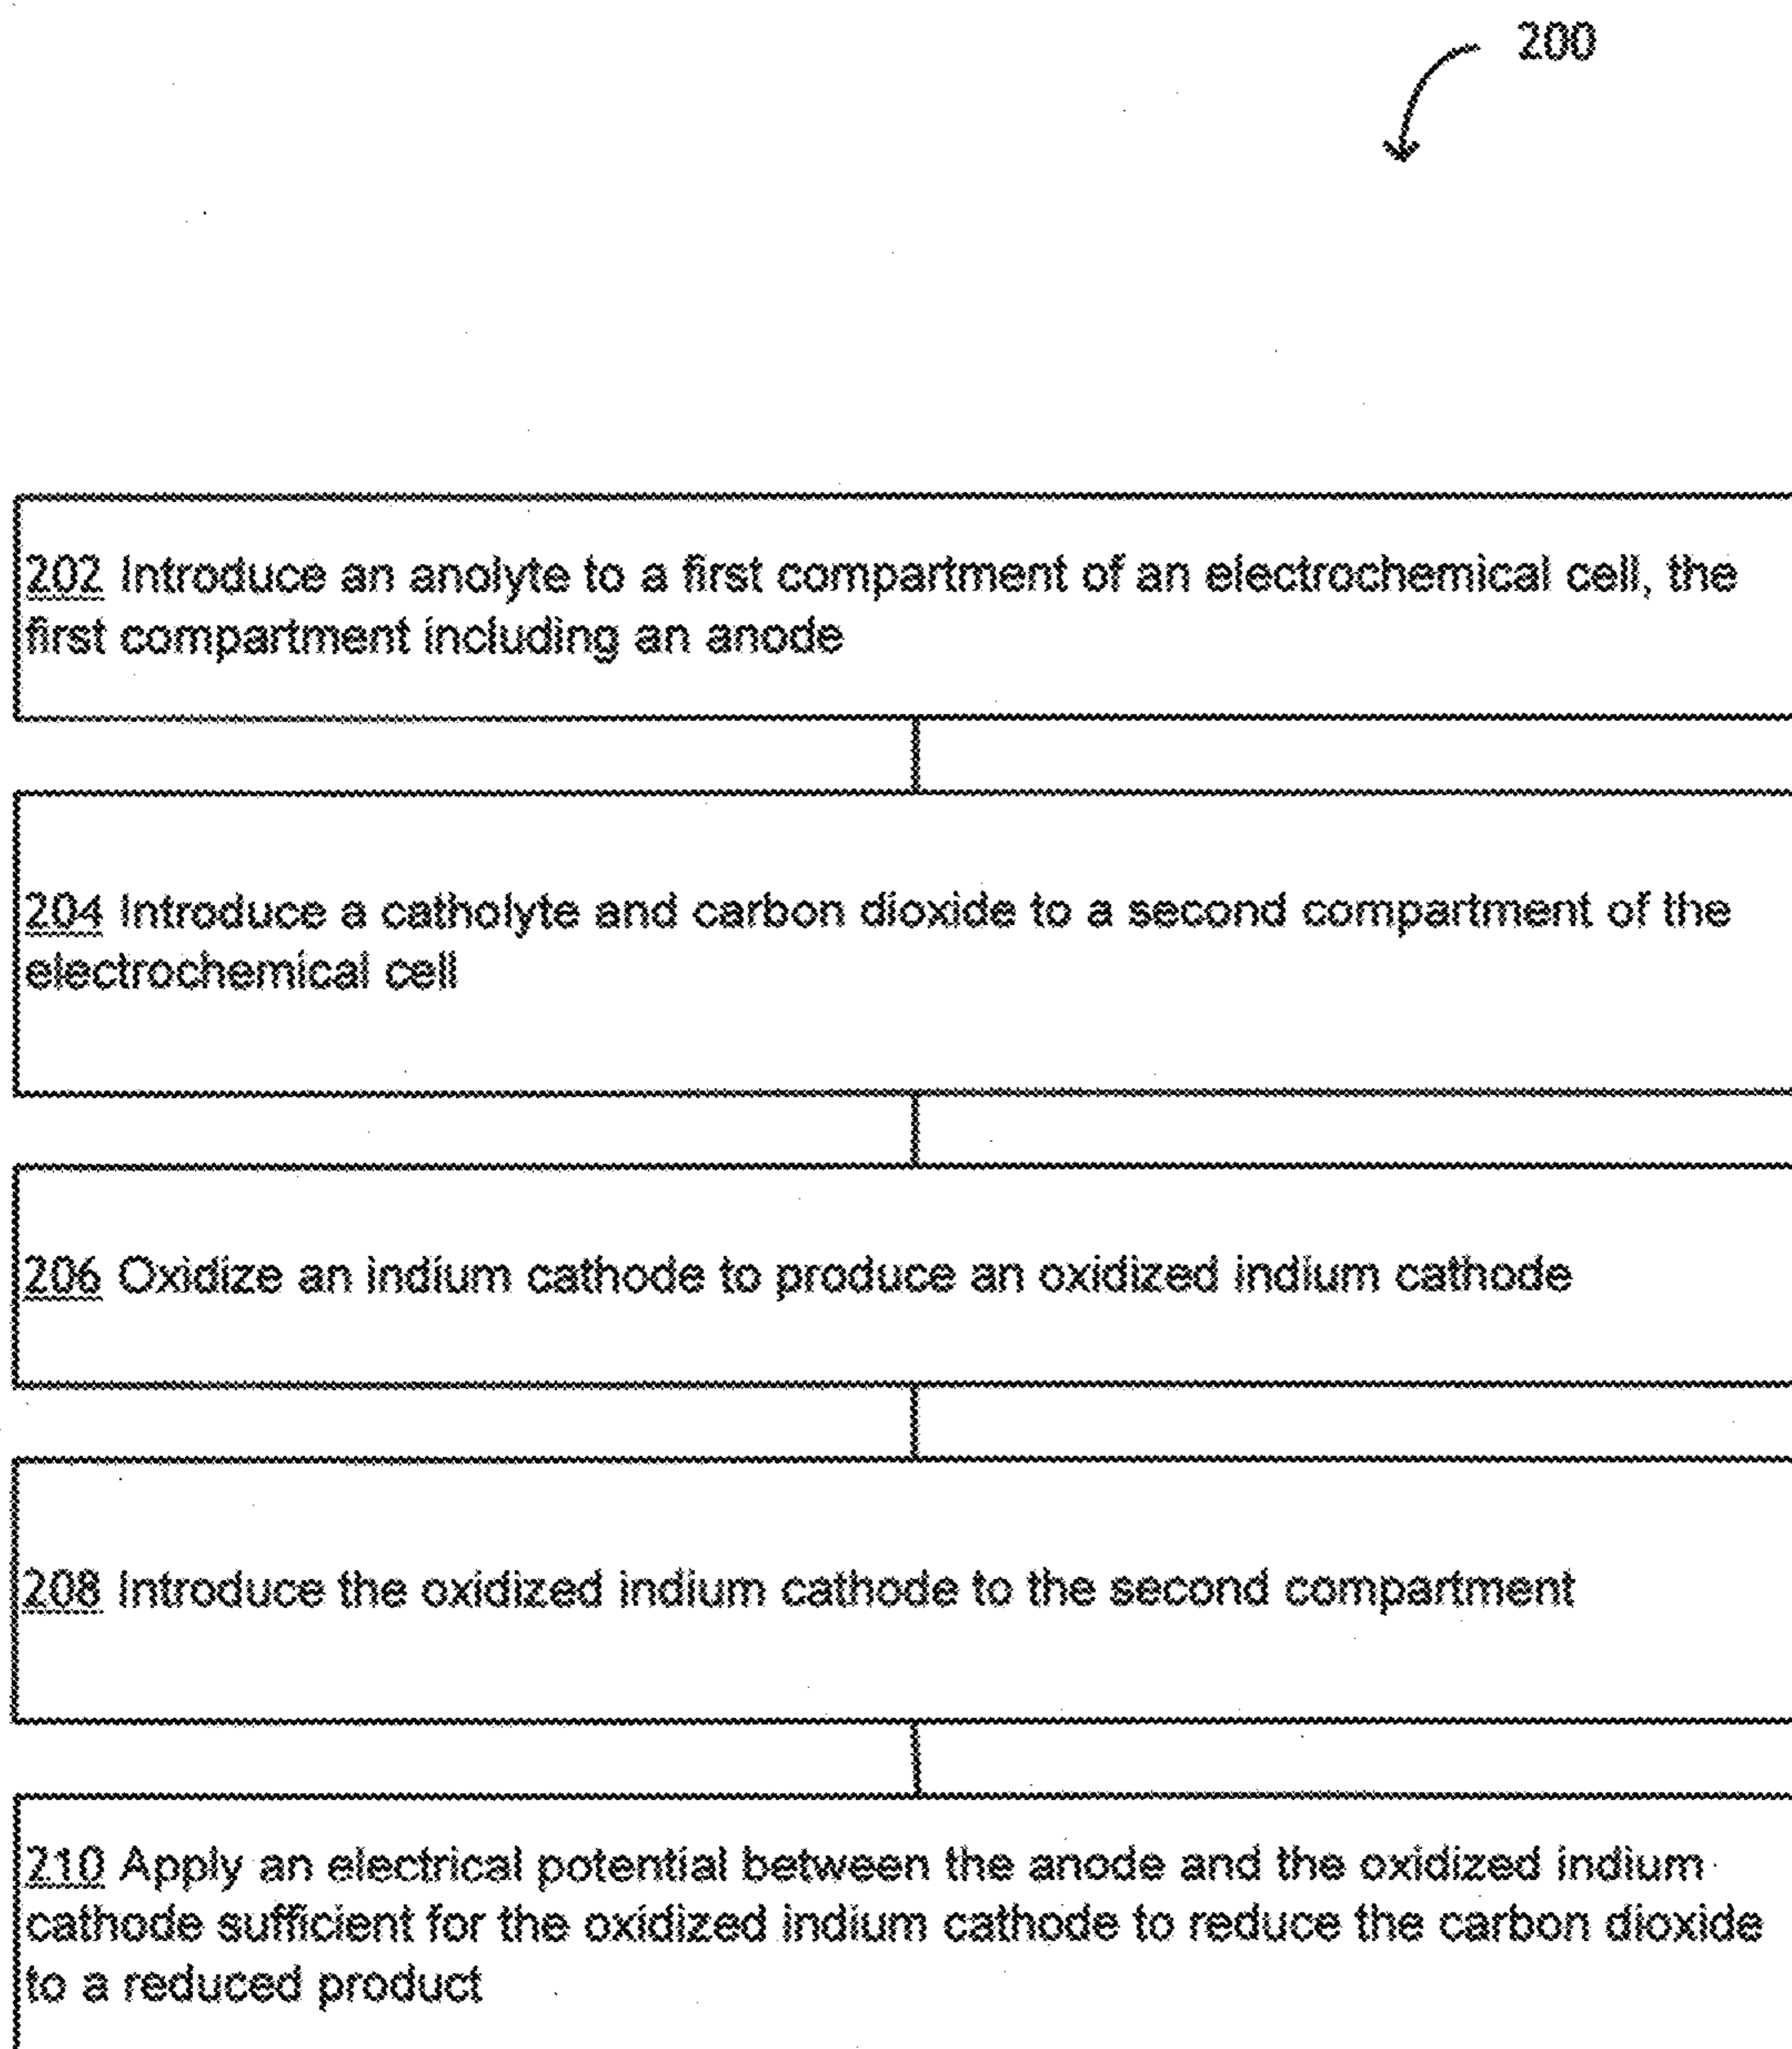 200
202 Introduce an anolyte to a first compartment of an electrochemical cell, the
first compartment including an anode
204 Introduce a catholyte and carbon dioxide to a second compartment of the
electrochemical cell
206 Oxidize an indium cathode to produce an oxidized indium cathode
208 Introduce the oxidized indium cathode to the second compartment
210 Apply an electrical potential between the anode and the oxidized indium
cathode sufficient for the oxidized indium cathode to reduce the carbon dioxide
to a reduced product